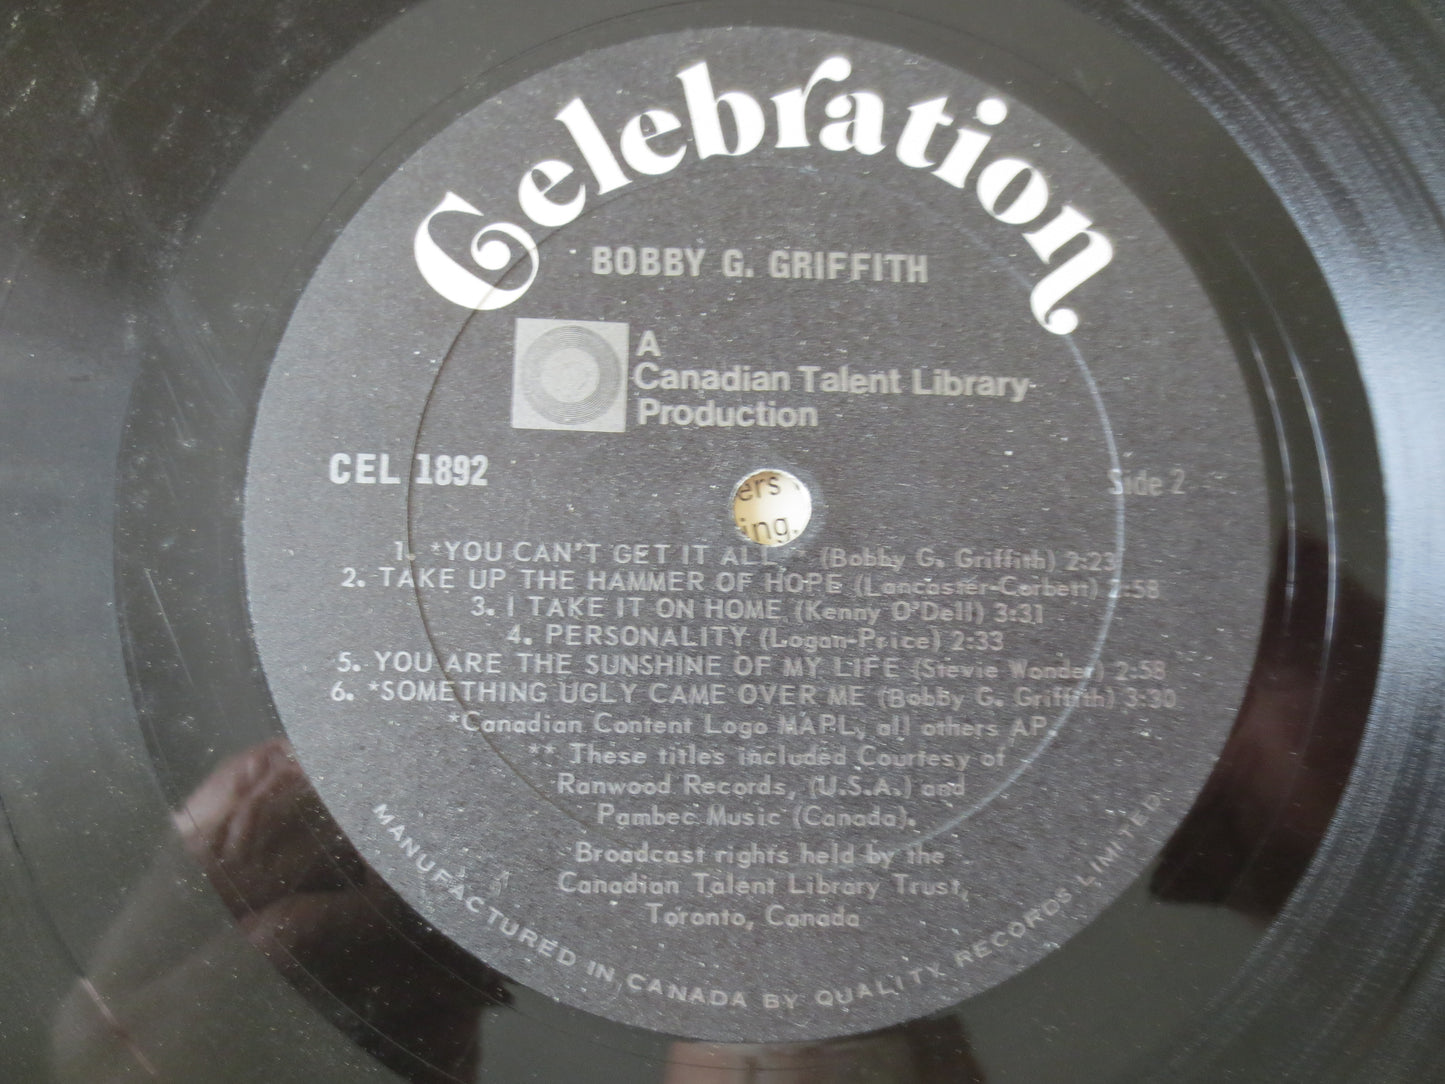 Celebration
BOBBY G. GRIFFITH
A
Canadian Talent Library
Production
CEL 1892
Side 2
ers
ing.
1. *YOU CAN'T GET IT ALL ** (Bobby G. Griffith) 2:23
2. TAKE UP THE HAMMER OF HOPE (Lancaster-Corbett) 2:58
3. I TAKE IT ON HOME (Kenny O'Dell) 3:31
4. PERSONALITY (Logan-Price) 2:33
5. YOU ARE THE SUNSHINE OF MY LIFE (Stevie Wonder) 2:58
6. *SOMETHING UGLY CAME OVER ME (Bobby G. Griffith) 3:30
*Canadian Content Logo MAPL, all others AP.
** These titles included Courtesy of
Ranwood Records, (U.S.A.) and
Pambec Music (Canada).
Broadcast rights held by the
Canadian Talent Library Trust,
Toronto, Canada
MANUFACTURED IN CANADA BY QUALITY RECORDS LIMITED